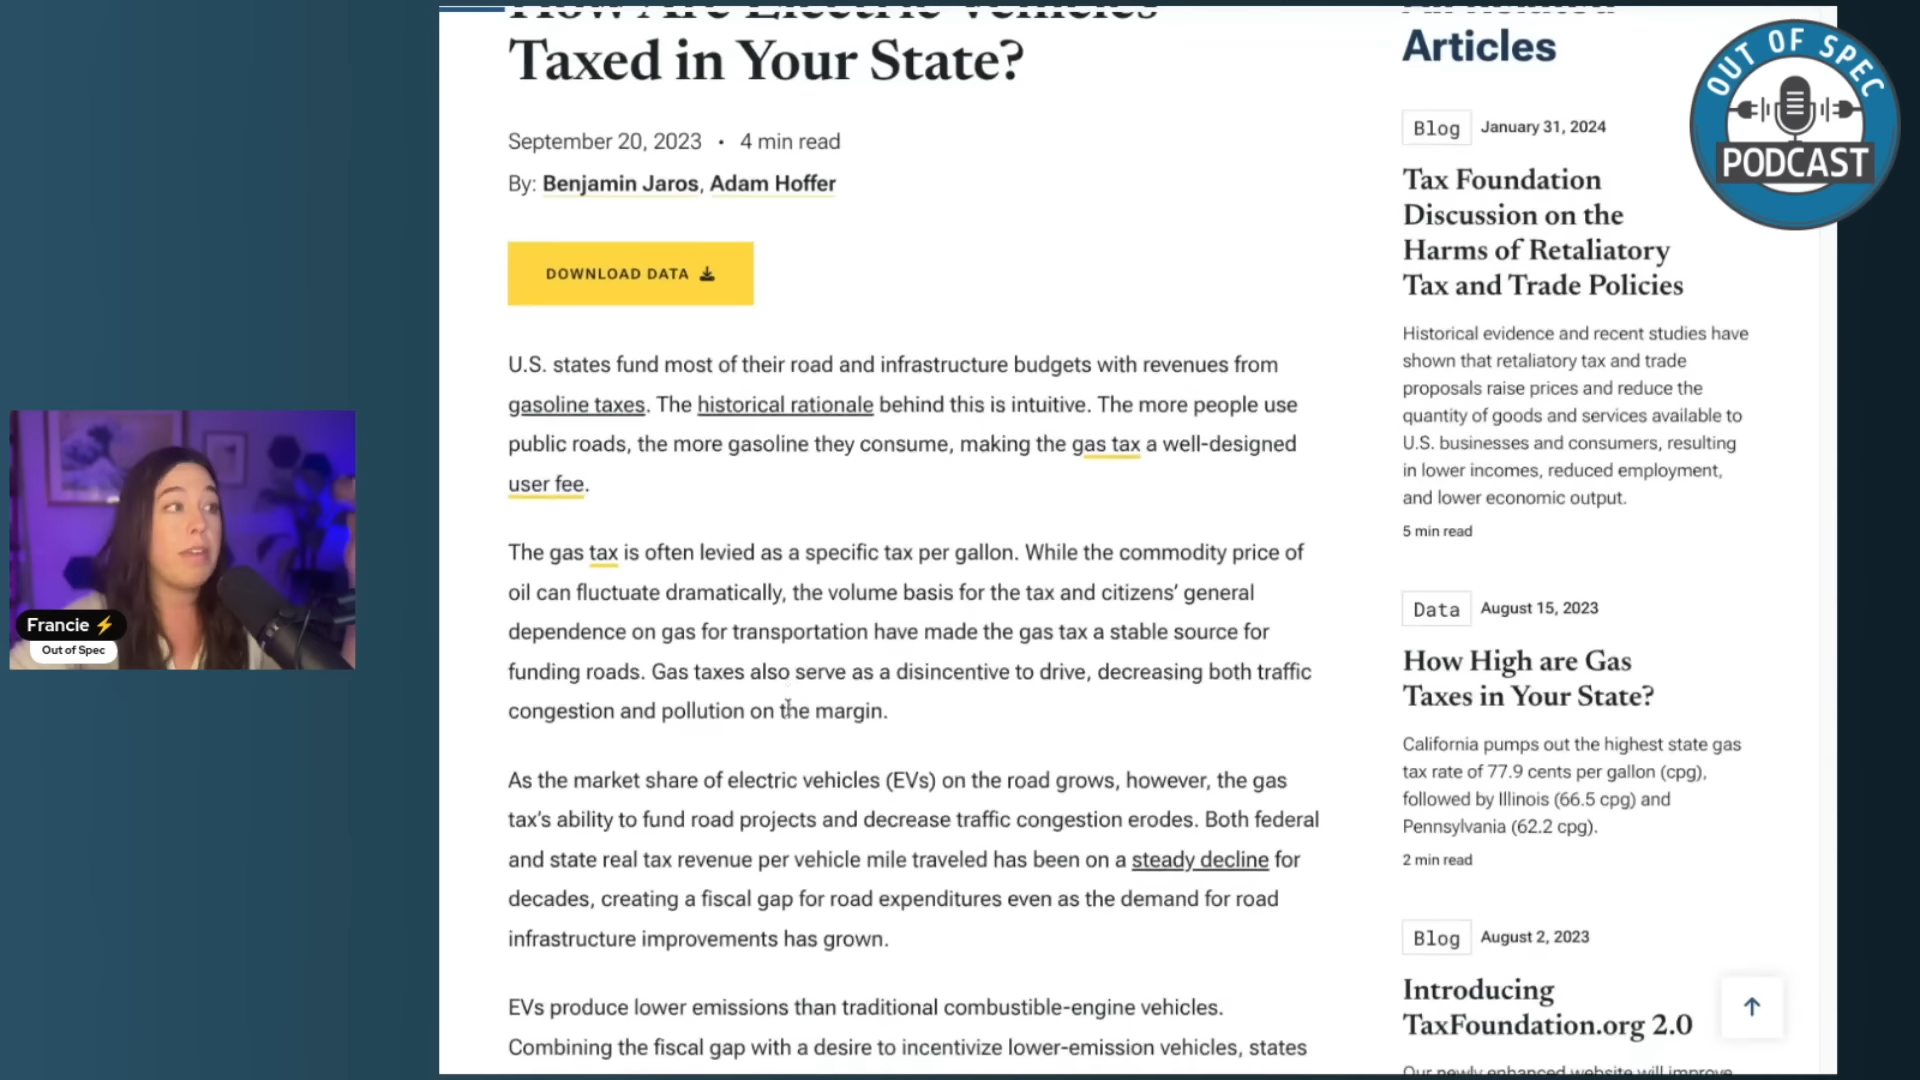 How Are Electric Vehicles
Taxed in Your State?
September 20, 2023 • 4 min read
By: Benjamin Jaros, Adam Hoffer
DOWNLOAD DATA
U.S. states fund most of their road and infrastructure budgets with revenues from
gasoline taxes. The historical rationale behind this is intuitive. The more people use
public roads, the more gasoline they consume, making the gas tax a well-designed
user fee.
The gas tax is often levied as a specific tax per gallon. While the commodity price of
oil can fluctuate dramatically, the volume basis for the tax and citizens’ general
dependence on gas for transportation have made the gas tax a stable source for
funding roads. Gas taxes also serve as a disincentive to drive, decreasing both traffic
congestion and pollution on the margin.
As the market share of electric vehicles (EVs) on the road grows, however, the gas
tax’s ability to fund road projects and decrease traffic congestion erodes. Both federal
and state real tax revenue per vehicle mile traveled has been on a steady decline for
decades, creating a fiscal gap for road expenditures even as the demand for road
infrastructure improvements has grown.
EVs produce lower emissions than traditional combustible-engine vehicles.
Combining the fiscal gap with a desire to incentivize lower-emission vehicles, states
Articles
Blog January 31, 2024
Tax Foundation
Discussion on the
Harms of Retaliatory
Tax and Trade Policies
Historical evidence and recent studies have
shown that retaliatory tax and trade
proposals raise prices and reduce the
quantity of goods and services available to
U.S. businesses and consumers, resulting
in lower incomes, reduced employment,
and lower economic output.
5 min read
Data August 15, 2023
How High are Gas
Taxes in Your State?
California pumps out the highest state gas
tax rate of 77.9 cents per gallon (cpg),
followed by Illinois (66.5 cpg) and
Pennsylvania (62.2 cpg).
2 min read
Blog August 2, 2023
Introducing
TaxFoundation.org 2.0
Our newly enhanced website will improve
OUT OF SPEC
PODCAST
Francie ⚡
Out of Spec